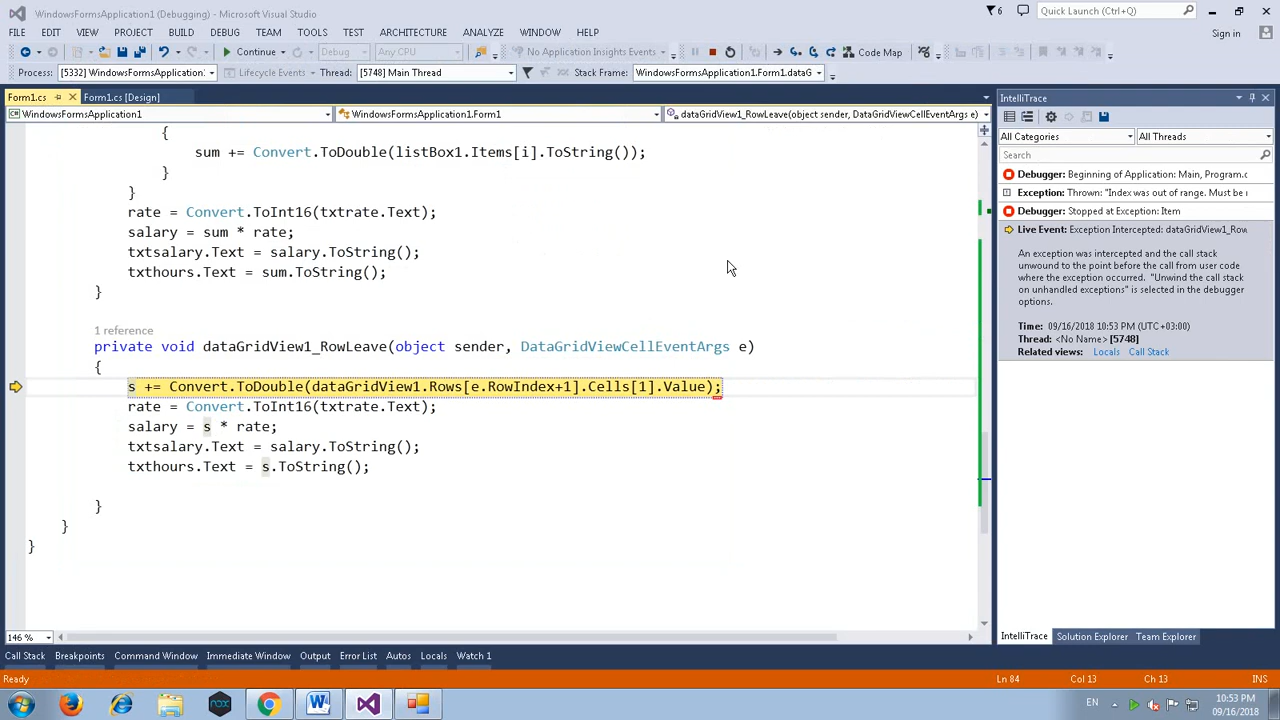 WindowsFormsApplication1 (Debugging) - Microsoft Visual Studio
6
Quick Launch (Ctrl+Q)
FILE EDIT VIEW PROJECT BUILD DEBUG TEAM TOOLS TEST ARCHITECTURE ANALYZE WINDOW HELP
Sign in
Continue Debug Any CPU No Application Insights Events Code Map
Process: [5332] WindowsFormsApplication1. Lifecycle Events Thread: [5748] Main Thread Stack Frame: WindowsFormsApplication1.Form1.dataG
Form1.cs Form1.cs [Design]
WindowsFormsApplication1 WindowsFormsApplication1.Form1 dataGridView1_RowLeave(object sender, DataGridViewCellEventArgs e)
{
sum += Convert.ToDouble(listBox1.Items[i].ToString());
}
}
rate = Convert.ToInt16(txtrate.Text);
salary = sum * rate;
txtsalary.Text = salary.ToString();
txthours.Text = sum.ToString();
}
1 reference
private void dataGridView1_RowLeave(object sender, DataGridViewCellEventArgs e)
{
s += Convert.ToDouble(dataGridView1.Rows[e.RowIndex+1].Cells[1].Value);
rate = Convert.ToInt16(txtrate.Text);
salary = s * rate;
txtsalary.Text = salary.ToString();
txthours.Text = s.ToString();
}
}
}
146 %
IntelliTrace
All Categories All Threads
Search
Debugger: Beginning of Application: Main, Program.c
Exception: Thrown: "Index was out of range. Must be r
Debugger: Stopped at Exception: Item
Live Event: Exception Intercepted: dataGridView1_Row
An exception was intercepted and the call stack
unwound to the point before the call from user code
where the exception occurred. "Unwind the call stack
on unhandled exceptions" is selected in the debugger
options.
Time: 09/16/2018 10:53 PM (UTC+03:00)
Thread: <No Name> [5748]
Related views: Locals Call Stack
IntelliTrace Solution Explorer Team Explorer
Call Stack Breakpoints Command Window Immediate Window Output Error List Autos Locals Watch 1
Ready Ln 84 Col 13 Ch 13 INS
EN
10:53 PM
09/16/2018